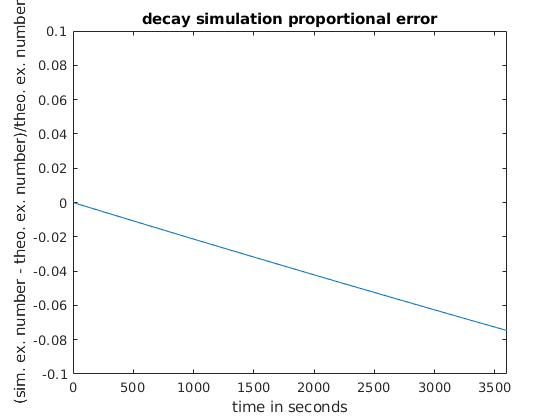 decay simulation proportional error
(sim. ex. number - theo. ex. number)/theo. ex. number
0.1
0.08
0.06
0.04
0.02
0
-0.02
-0.04
-0.06
-0.08
-0.1
0 500 1000 1500 2000 2500 3000 3500
time in seconds